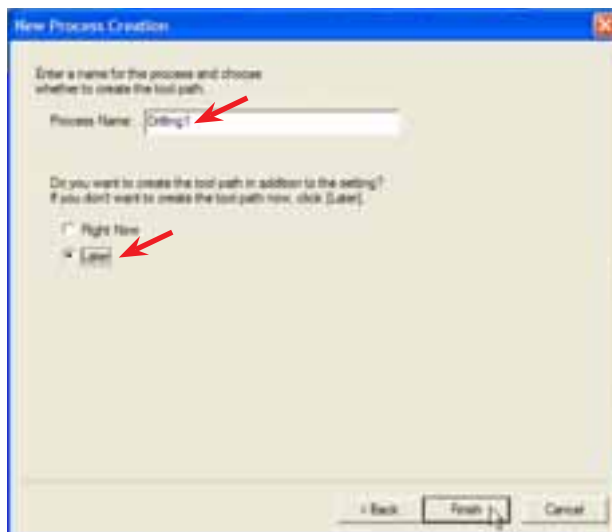 New Process Creation
Enter a name for this process and choose
whether to create the tool path.
Process Name: Drilling1
Do you want to create the tool path in addition to the setting?
If you don't want to create the tool path now, click [Later].
Right Now
Later
< Back Finish Cancel